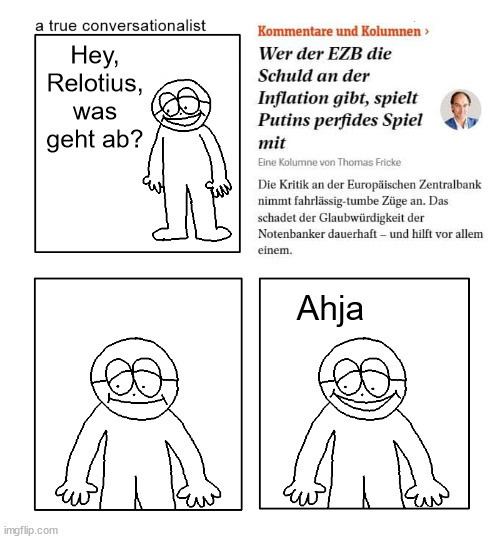 a true conversationalist
Hey,
Relotius,
was
geht ab?
Kommentare und Kolumnen ›
Wer der EZB die
Schuld an der
Inflation gibt, spielt
Putins perfides Spiel
mit
Eine Kolumne von Thomas Fricke
Die Kritik an der Europäischen Zentralbank
nimmt fahrlässig-tumbe Züge an. Das
schadet der Glaubwürdigkeit der
Notenbanker dauerhaft – und hilft vor allem
einem.
Ahja
imgflip.com